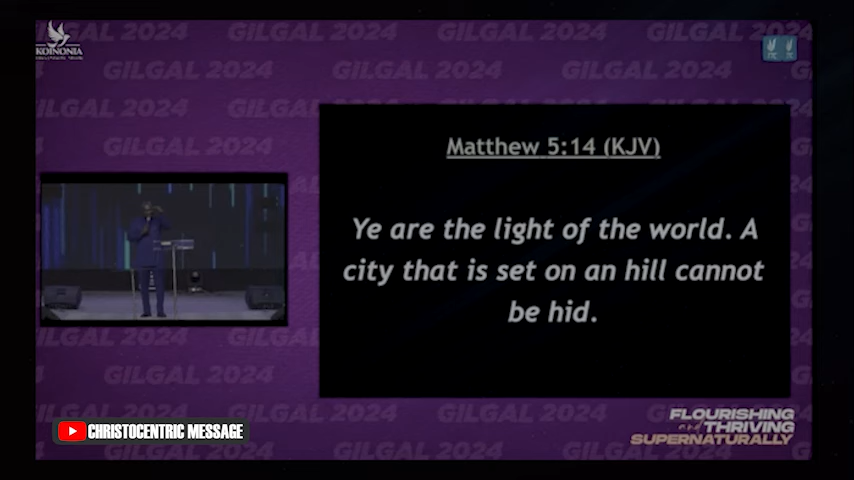 KOINONIA
GILGAL 2024
Matthew 5:14 (KJV)
Ye are the light of the world. A
city that is set on an hill cannot
be hid.
CHRISTOCENTRIC MESSAGE
FLOURISHING
and THRIVING
SUPERNATURALLY